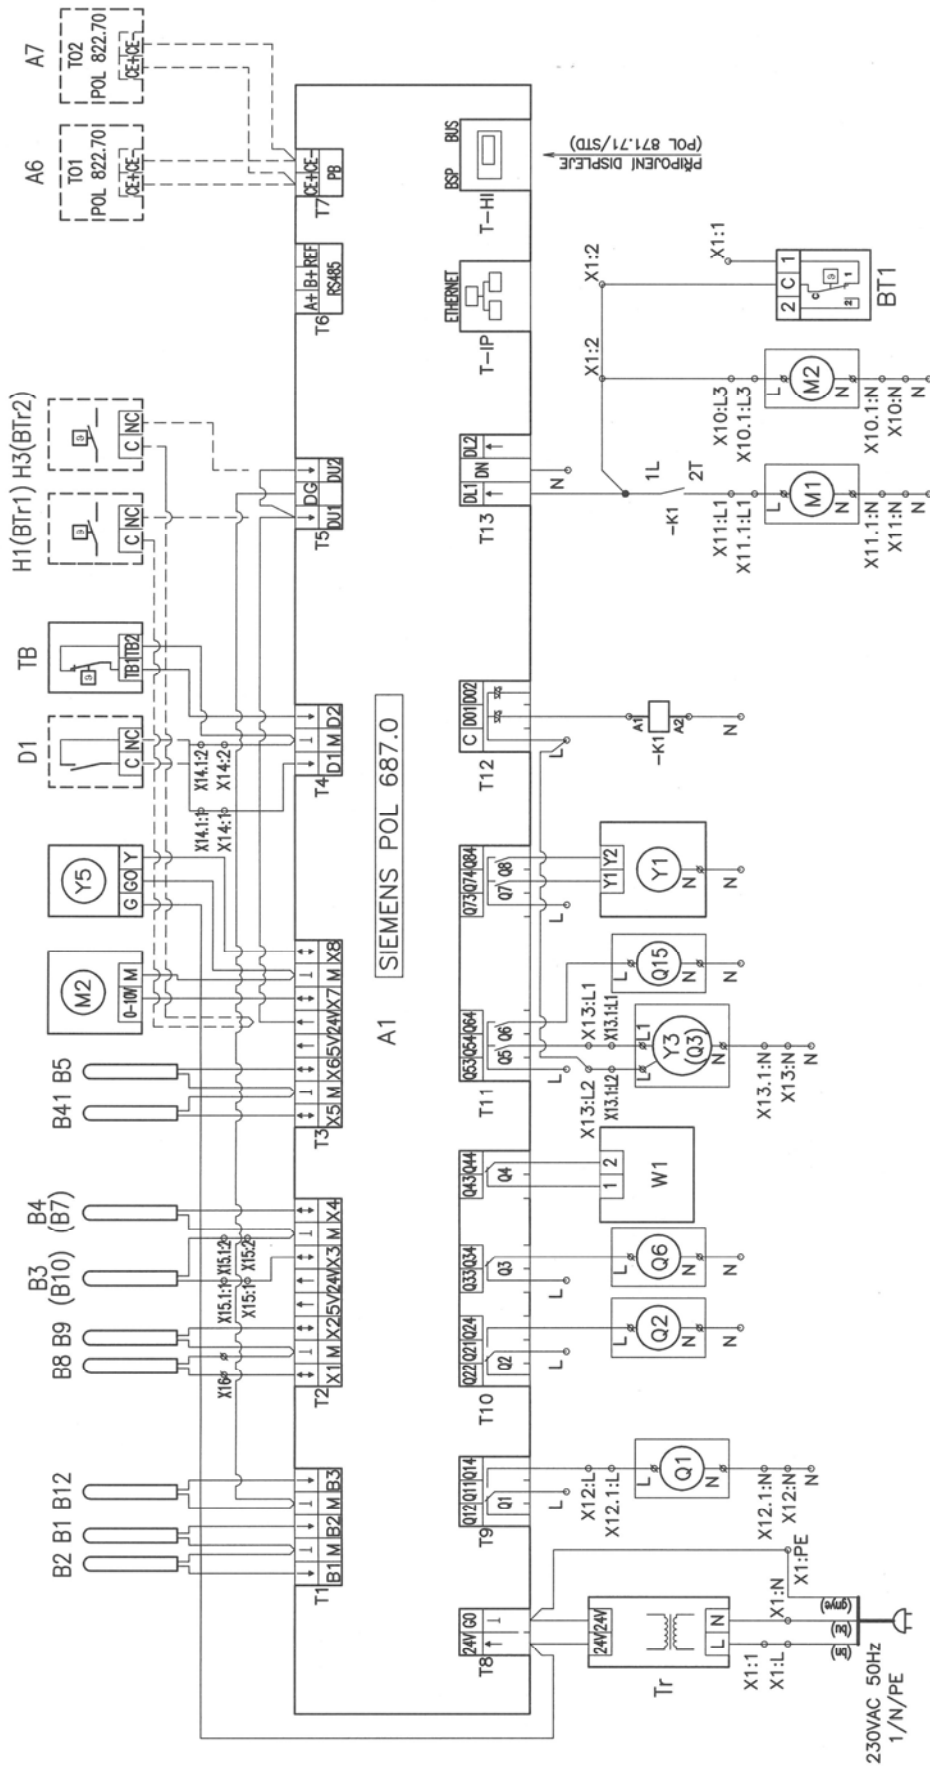 B2 B1 B12 B8 B9 B3 (B10) B4 (B7) B41 B5 M2 Y5 D1 TB H1(BTr1) H3(BTr2) A6 A7
0-10V M
G G0 Y
C NC
TB1 TB2
C NC
C NC
T01
POL 822.70
CE+ CE-
T02
POL 822.70
CE+ CE-
X16
X15.1:1 X15.1:2
X15:1 X15:2
X14.1:1 X14.1:2
X14:1 X14:2
B1 M B2 M B3
T1
X1 M X2 5V 24V X3 M X4
T2
X5 M X6 5V 24V X7 M X8
T3
D1 M D2
T4
DU1 DG DU2
T5
A+ B+ REF
RS485
T6
CE+ CE-
PB
T7
A1
SIEMENS POL 687.0
24V G0
T8
Q12 Q11 Q14
Q1
T9
Q22 Q21 Q24 Q33 Q34 Q43 Q44
Q2 Q3 Q4
T10
Q53 Q54 Q64 Q73 Q74 Q84
Q5 Q6 Q7 Q8
T11
C DO1 DO2
T12
DL1 DN DL2
T13
ETHERNET
T-IP
BSP BUS
T-HI
PŘIPOJENÍ DISPLEJE
(POL 871.71/STD)
L L L L L L
24V 24V
L N
Tr
X1:1
X1:L
X1:N
X1:PE
(bn) (bu) (gnye)
230VAC 50Hz
1/N/PE
X12:L
X12.1:L
L
Q1
N
X12.1:N
X12:N
N
L
Q2
N
N
L
Q6
N
N
1 2
W1
X13:L2 X13:L1
X13.1:L2 X13.1:L1
L L1
Y3
(Q3)
N
X13.1:N
X13:N
N
L
Q15
N
N
Y1 Y2
Y1
N
N
A1
-K1
A2
N
N
1L
-K1
2T
X11:L1
X11.1:L1
L
M1
N
X11.1:N
X11:N
N
X1:2
X10:L3
X10.1:L3
L
M2
N
X10.1:N
X10:N
N
X1:2
X1:1
2 C 1
C
2 1
BT1